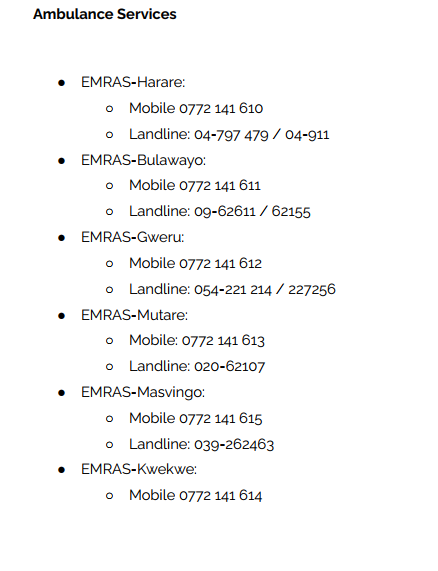 Ambulance Services
● EMRAS-Harare:
○ Mobile 0772 141 610
○ Landline: 04-797 479 / 04-911
● EMRAS-Bulawayo:
○ Mobile 0772 141 611
○ Landline: 09-62611 / 62155
● EMRAS-Gweru:
○ Mobile 0772 141 612
○ Landline: 054-221 214 / 227256
● EMRAS-Mutare:
○ Mobile: 0772 141 613
○ Landline: 020-62107
● EMRAS-Masvingo:
○ Mobile 0772 141 615
○ Landline: 039-262463
● EMRAS-Kwekwe:
○ Mobile 0772 141 614